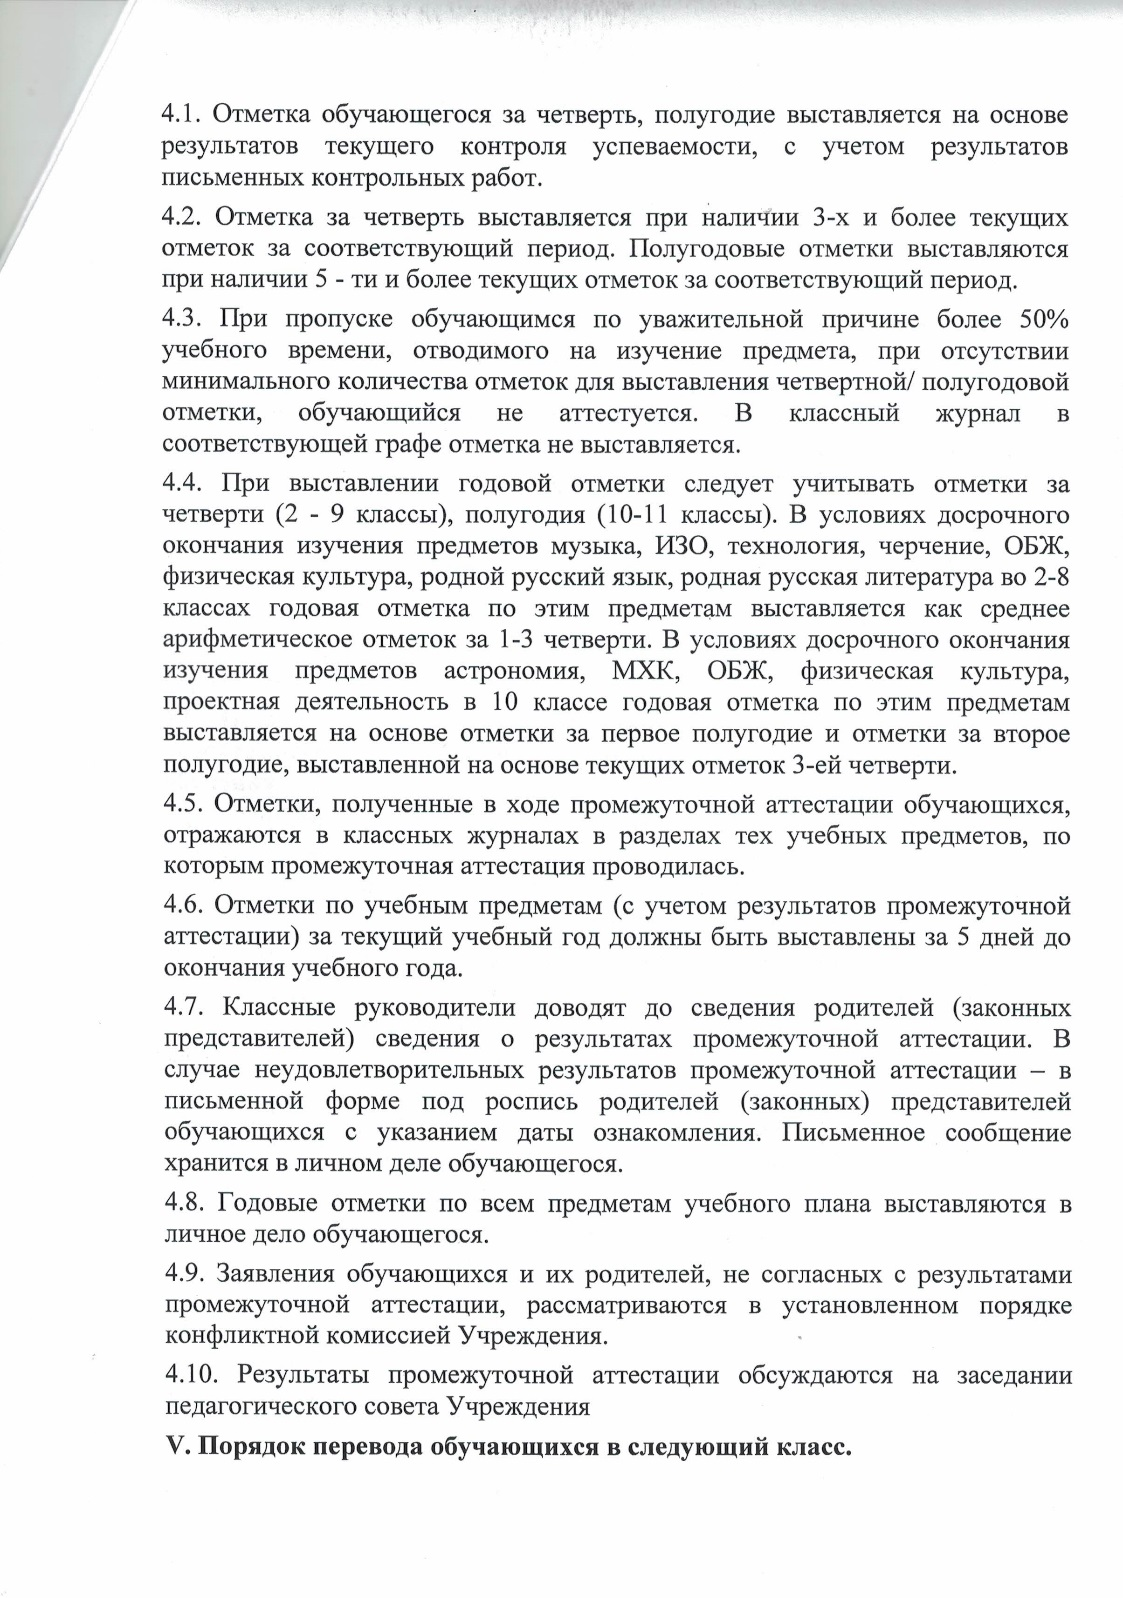 4.1. Отметка обучающегося за четверть, полугодие выставляется на основе
результатов текущего контроля успеваемости, с учетом результатов
письменных контрольных работ.
4.2. Отметка за четверть выставляется при наличии 3-х и более текущих
отметок за соответствующий период. Полугодовые отметки выставляются
при наличии 5 - ти и более текущих отметок за соответствующий период.
4.3. При пропуске обучающимся по уважительной причине более 50%
учебного времени, отводимого на изучение предмета, при отсутствии
минимального количества отметок для выставления четвертной/ полугодовой
отметки, обучающийся не аттестуется. В классный журнал в
соответствующей графе отметка не выставляется.
4.4. При выставлении годовой отметки следует учитывать отметки за
четверти (2 - 9 классы), полугодия (10-11 классы). В условиях досрочного
окончания изучения предметов музыка, ИЗО, технология, черчение, ОБЖ,
физическая культура, родной русский язык, родная русская литература во 2-8
классах годовая отметка по этим предметам выставляется как среднее
арифметическое отметок за 1-3 четверти. В условиях досрочного окончания
изучения предметов астрономия, МХК, ОБЖ, физическая культура,
проектная деятельность в 10 классе годовая отметка по этим предметам
выставляется на основе отметки за первое полугодие и отметки за второе
полугодие, выставленной на основе текущих отметок 3-ей четверти.
4.5. Отметки, полученные в ходе промежуточной аттестации обучающихся,
отражаются в классных журналах в разделах тех учебных предметов, по
которым промежуточная аттестация проводилась.
4.6. Отметки по учебным предметам (с учетом результатов промежуточной
аттестации) за текущий учебный год должны быть выставлены за 5 дней до
окончания учебного года.
4.7. Классные руководители доводят до сведения родителей (законных
представителей) сведения о результатах промежуточной аттестации. В
случае неудовлетворительных результатов промежуточной аттестации – в
письменной форме под роспись родителей (законных) представителей
обучающихся с указанием даты ознакомления. Письменное сообщение
хранится в личном деле обучающегося.
4.8. Годовые отметки по всем предметам учебного плана выставляются в
личное дело обучающегося.
4.9. Заявления обучающихся и их родителей, не согласных с результатами
промежуточной аттестации, рассматриваются в установленном порядке
конфликтной комиссией Учреждения.
4.10. Результаты промежуточной аттестации обсуждаются на заседании
педагогического совета Учреждения
V. Порядок перевода обучающихся в следующий класс.